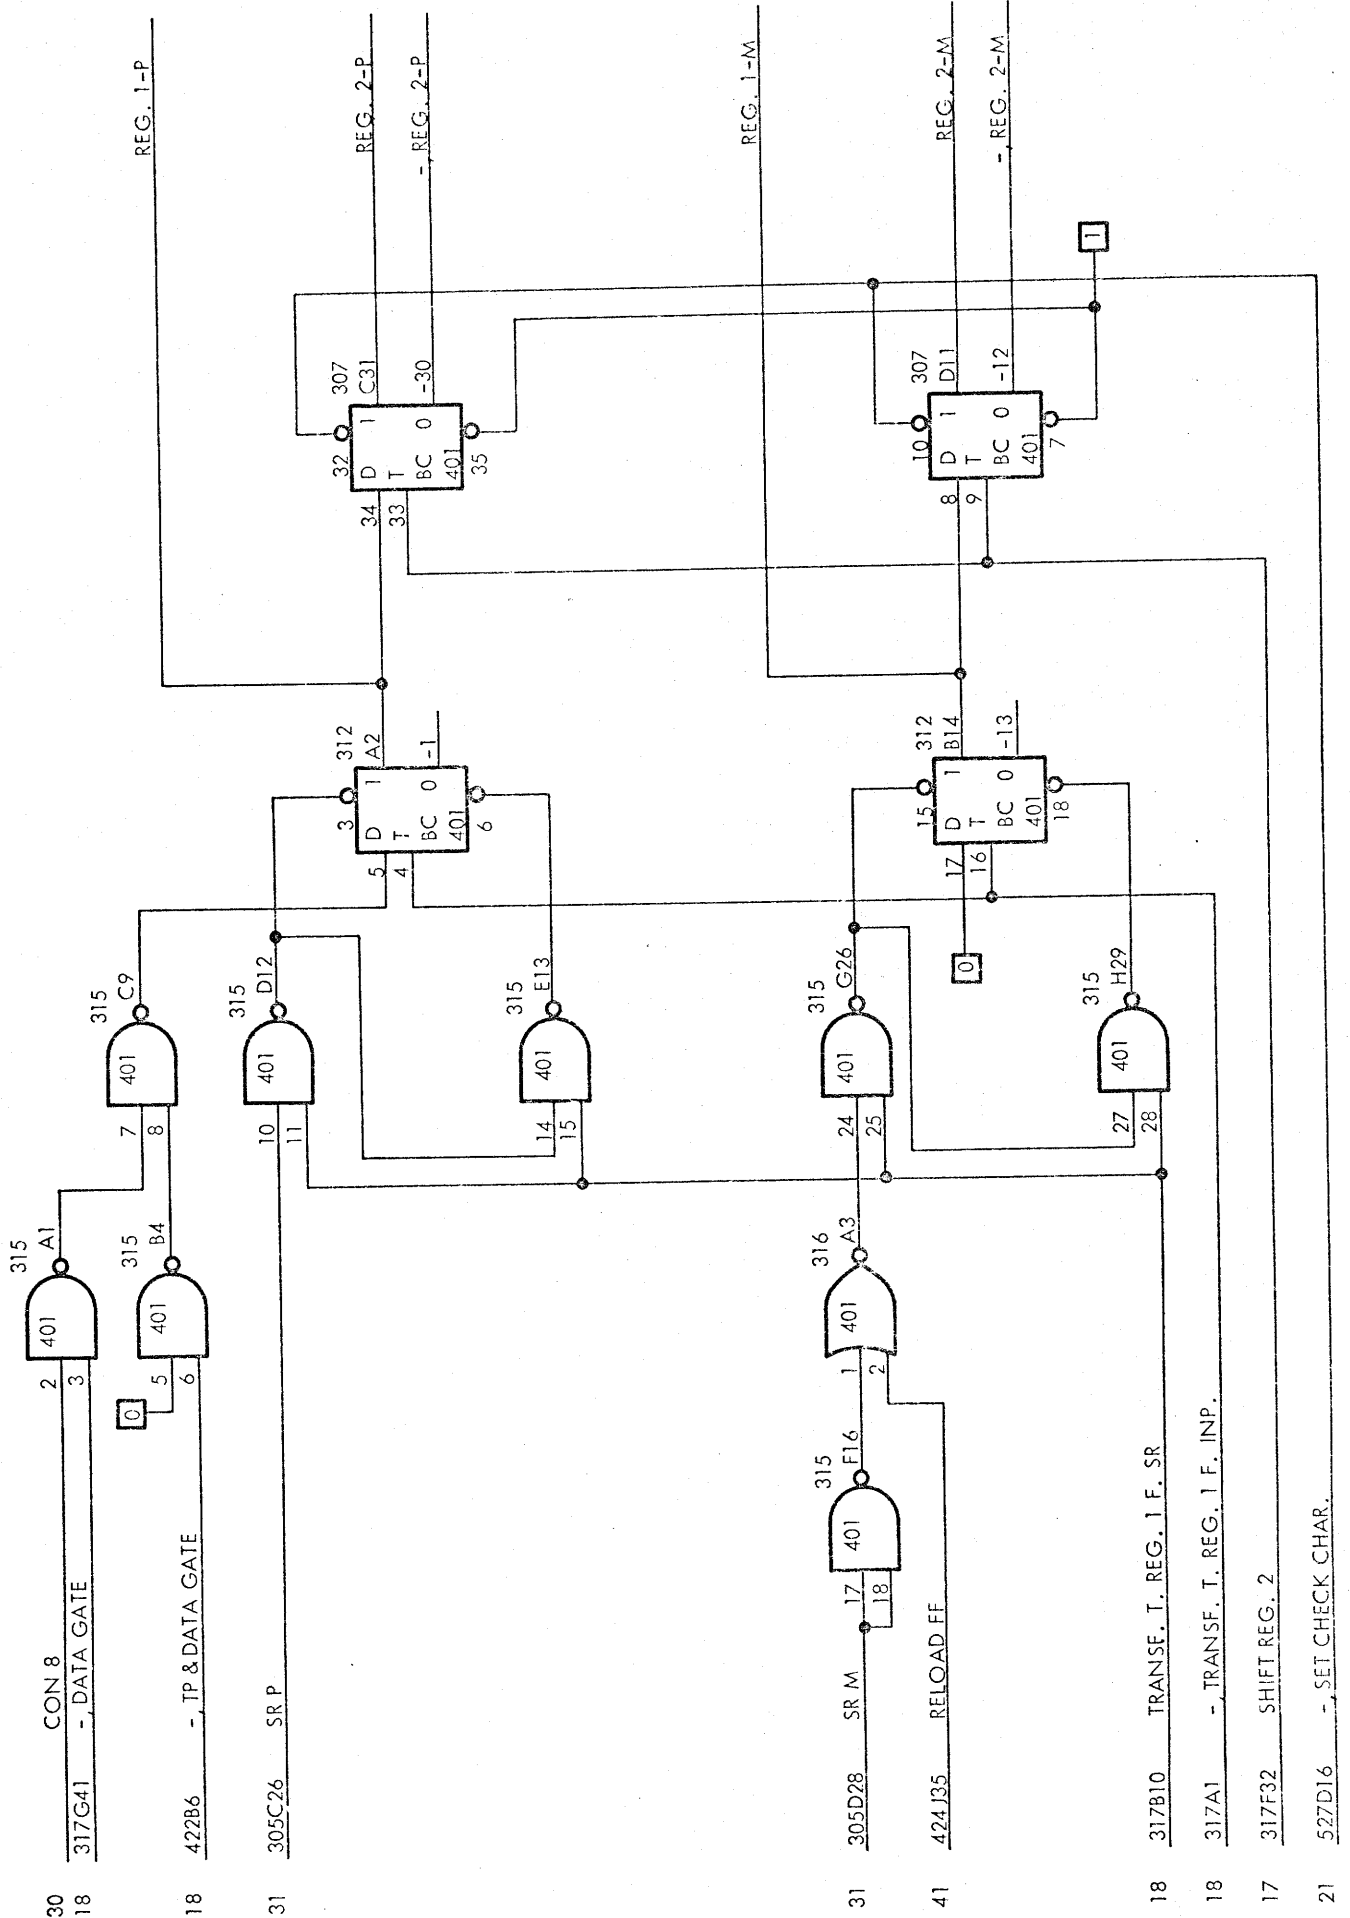 30 CON 8
18 317G41 -, DATA GATE
18 422B6 -, TP & DATA GATE
31 305C26 SR P
31 305D28 SR M
41 424J35 RELOAD FF
18 317B10 TRANSF. T. REG. 1 F. SR
18 317A1 -, TRANSF. T. REG. 1 F. INP.
17 317F32 SHIFT REG. 2
21 527D16 -, SET CHECK CHAR.
2
3
401
315
A1
0
5
6
401
315
B4
7
8
401
315
C9
10
11
401
315
D12
14
15
401
315
E13
17
18
401
315
F16
1
2
401
316
A3
24
25
401
315
G26
27
28
401
315
H29
5
4
3
D 1
T
BC 0
401
6
312
A2
-1
0
17
16
15
D 1
T
BC 0
401
18
312
B14
-13
34
33
32
D 1
T
BC 0
401
35
307
C31
-30
8
9
10
D 1
T
BC 0
401
7
307
D11
-12
1
REG. 1-P
REG. 2-P
-, REG. 2-P
REG. 1-M
REG. 2-M
-, REG. 2-M